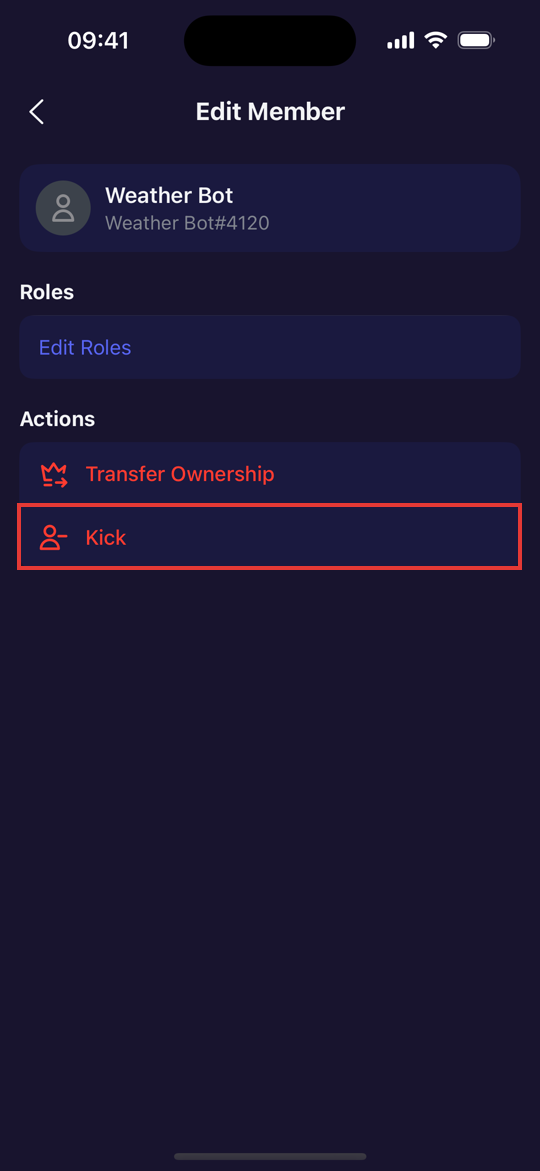 09:41
Edit Member
Weather Bot
Weather Bot#4120
Roles
Edit Roles
Actions
Transfer Ownership
Kick